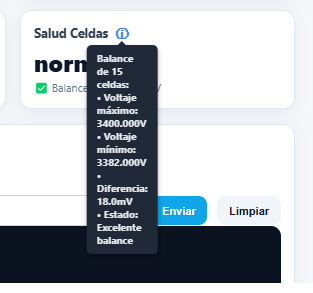 Salud Celdas
norm
Balance
V
Balance
de 15
celdas:
• Voltaje
máximo:
3400.000V
• Voltaje
mínimo:
3382.000V
•
Diferencia:
18.0mV
• Estado:
Excelente
balance
Enviar
Limpiar